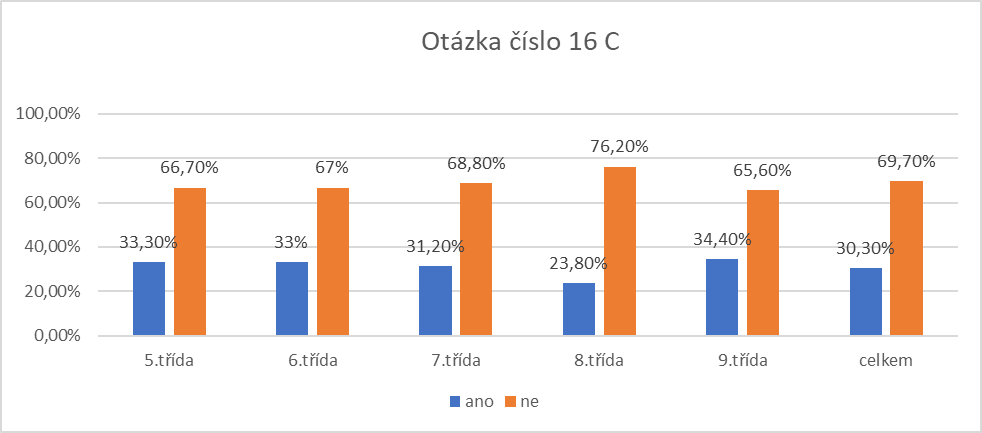 Otázka číslo 16 C
100,00%
80,00%
60,00%
40,00%
20,00%
0,00%
66,70% 67% 68,80% 76,20% 65,60% 69,70%
33,30% 33% 31,20% 23,80% 34,40% 30,30%
5.třída 6.třída 7.třída 8.třída 9.třída celkem
ano ne